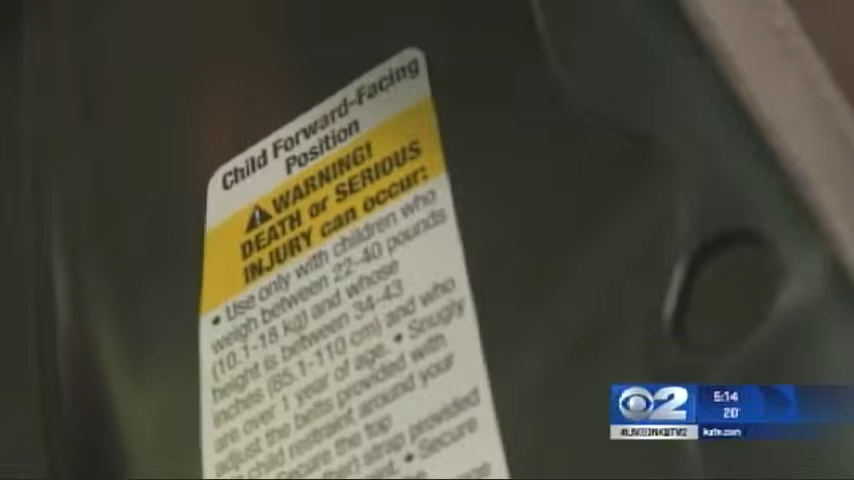 Child Forward-Facing
Position
WARNING!
DEATH or SERIOUS
INJURY can occur:
• Use only with children who
weigh between 22-40 pounds
(10.1-18 kg) and whose
height is between 34-43
inches (85.1-110 cm) and who
are over 1 year of age. • Snugly
adjust the belts provided with
child restraint around your
Secure the top
strap provided
• Secure
2
5:14
20°
kutv.com